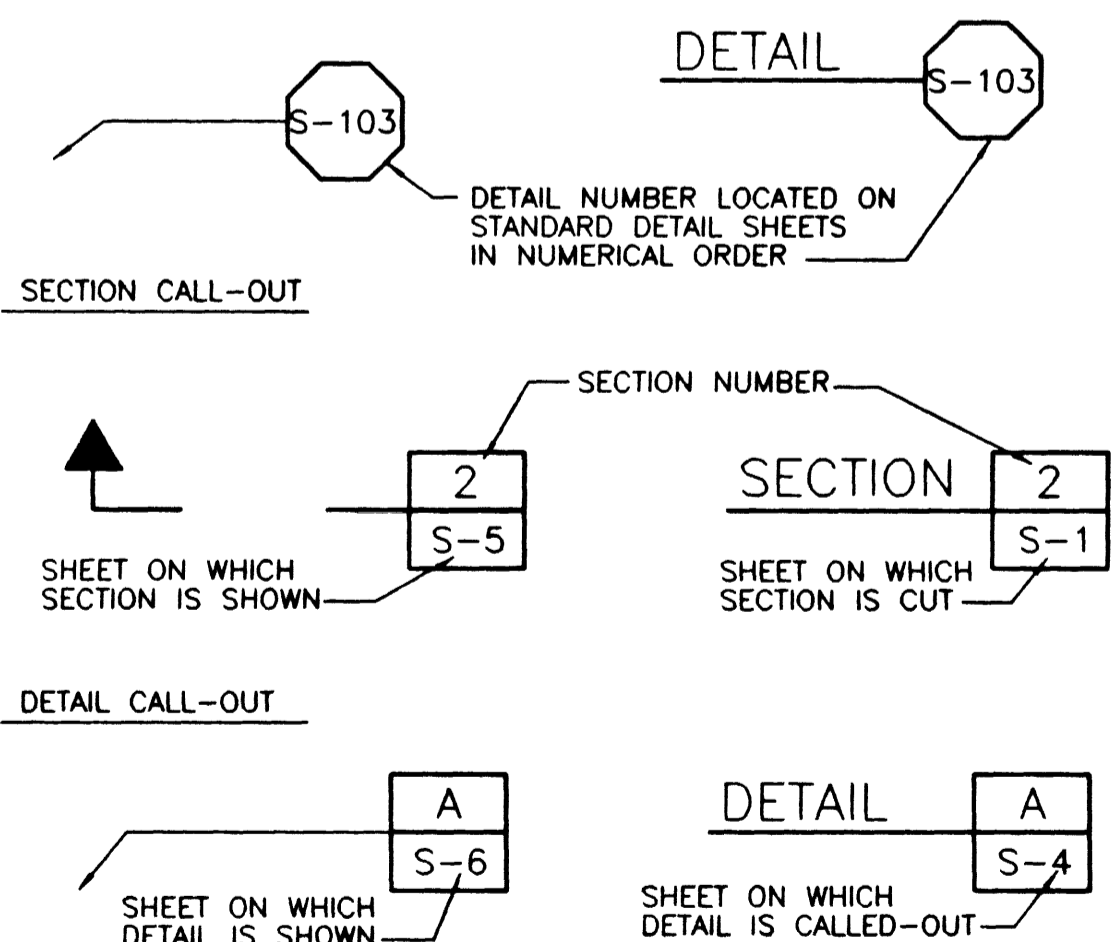 DETAIL
S-103
S-103
DETAIL NUMBER LOCATED ON
STANDARD DETAIL SHEETS
IN NUMERICAL ORDER
SECTION CALL-OUT
SECTION NUMBER
2
S-5
SHEET ON WHICH
SECTION IS SHOWN
SECTION
2
S-1
SHEET ON WHICH
SECTION IS CUT
DETAIL CALL-OUT
A
S-6
SHEET ON WHICH
DETAIL IS SHOWN
DETAIL
A
S-4
SHEET ON WHICH
DETAIL IS CALLED-OUT